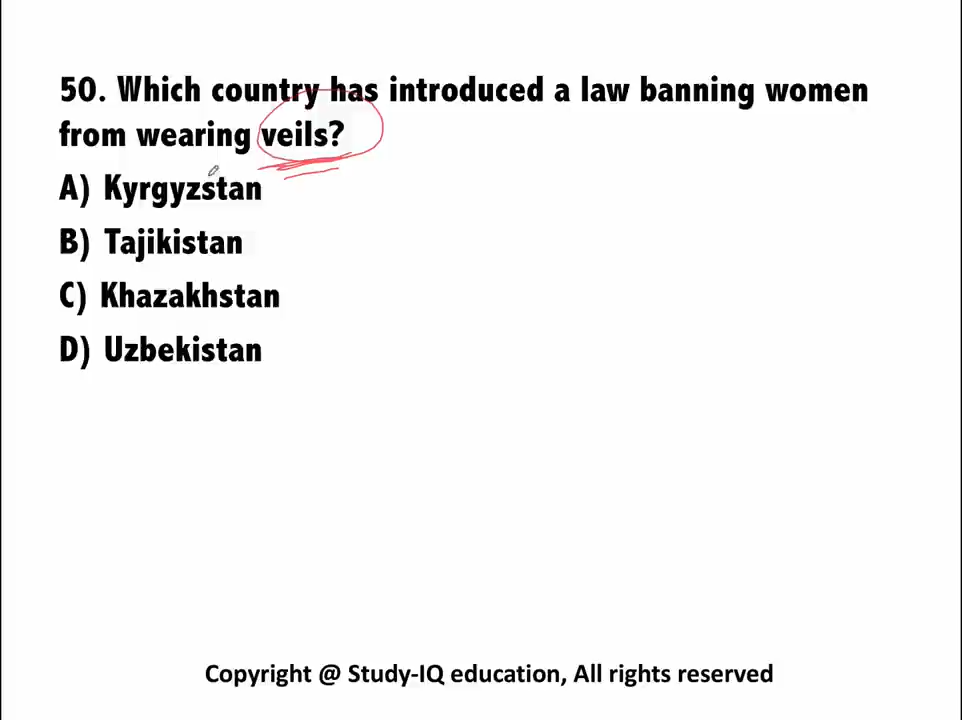 50. Which country has introduced a law banning women
from wearing veils?
A) Kyrgyzstan
B) Tajikistan
C) Khazakhstan
D) Uzbekistan
Copyright @ Study-IQ education, All rights reserved